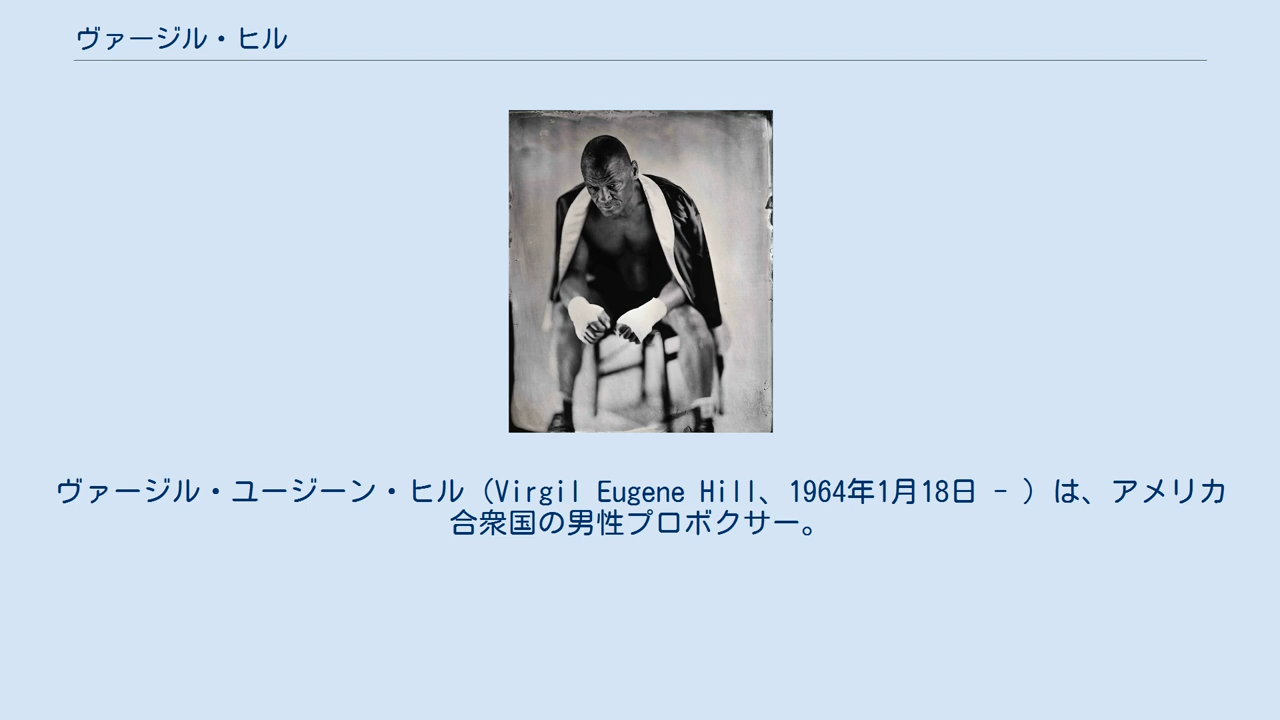 ヴァージル・ヒル
ヴァージル・ユージーン・ヒル（Virgil Eugene Hill、1964年1月18日 - ）は、アメリカ
合衆国の男性プロボクサー。